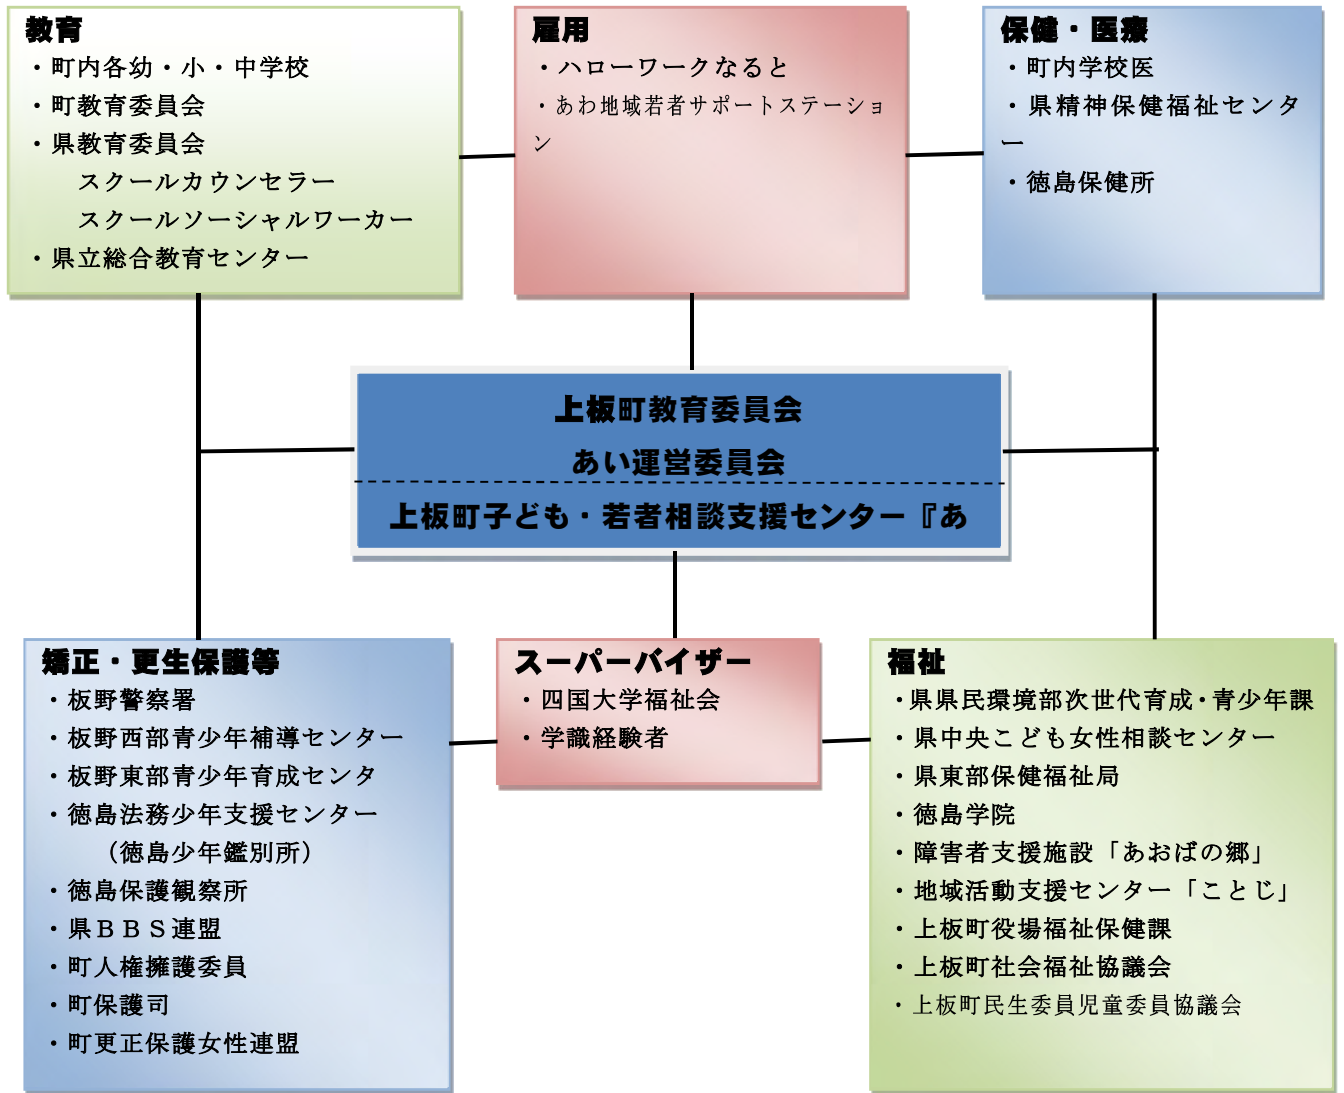 教育
・町内各幼・小・中学校
・町教育委員会
・県教育委員会
スクールカウンセラー
スクールソーシャルワーカー
・県立総合教育センター
雇用
・ハローワークなると
・あわ地域若者サポートステーショ
ン
保健・医療
・町内学校医
・県精神保健福祉センタ
ー
・徳島保健所
上板町教育委員会
あい運営委員会
上板町子ども・若者相談支援センター『あ
矯正・更生保護等
・板野警察署
・板野西部青少年補導センター
・板野東部青少年育成センタ
・徳島法務少年支援センター
（徳島少年鑑別所）
・徳島保護観察所
・県ＢＢＳ連盟
・町人権擁護委員
・町保護司
・町更正保護女性連盟
スーパーバイザー
・四国大学福祉会
・学識経験者
福祉
・県県民環境部次世代育成・青少年課
・県中央こども女性相談センター
・県東部保健福祉局
・徳島学院
・障害者支援施設「あおばの郷」
・地域活動支援センター「ことじ」
・上板町役場福祉保健課
・上板町社会福祉協議会
・上板町民生委員児童委員協議会